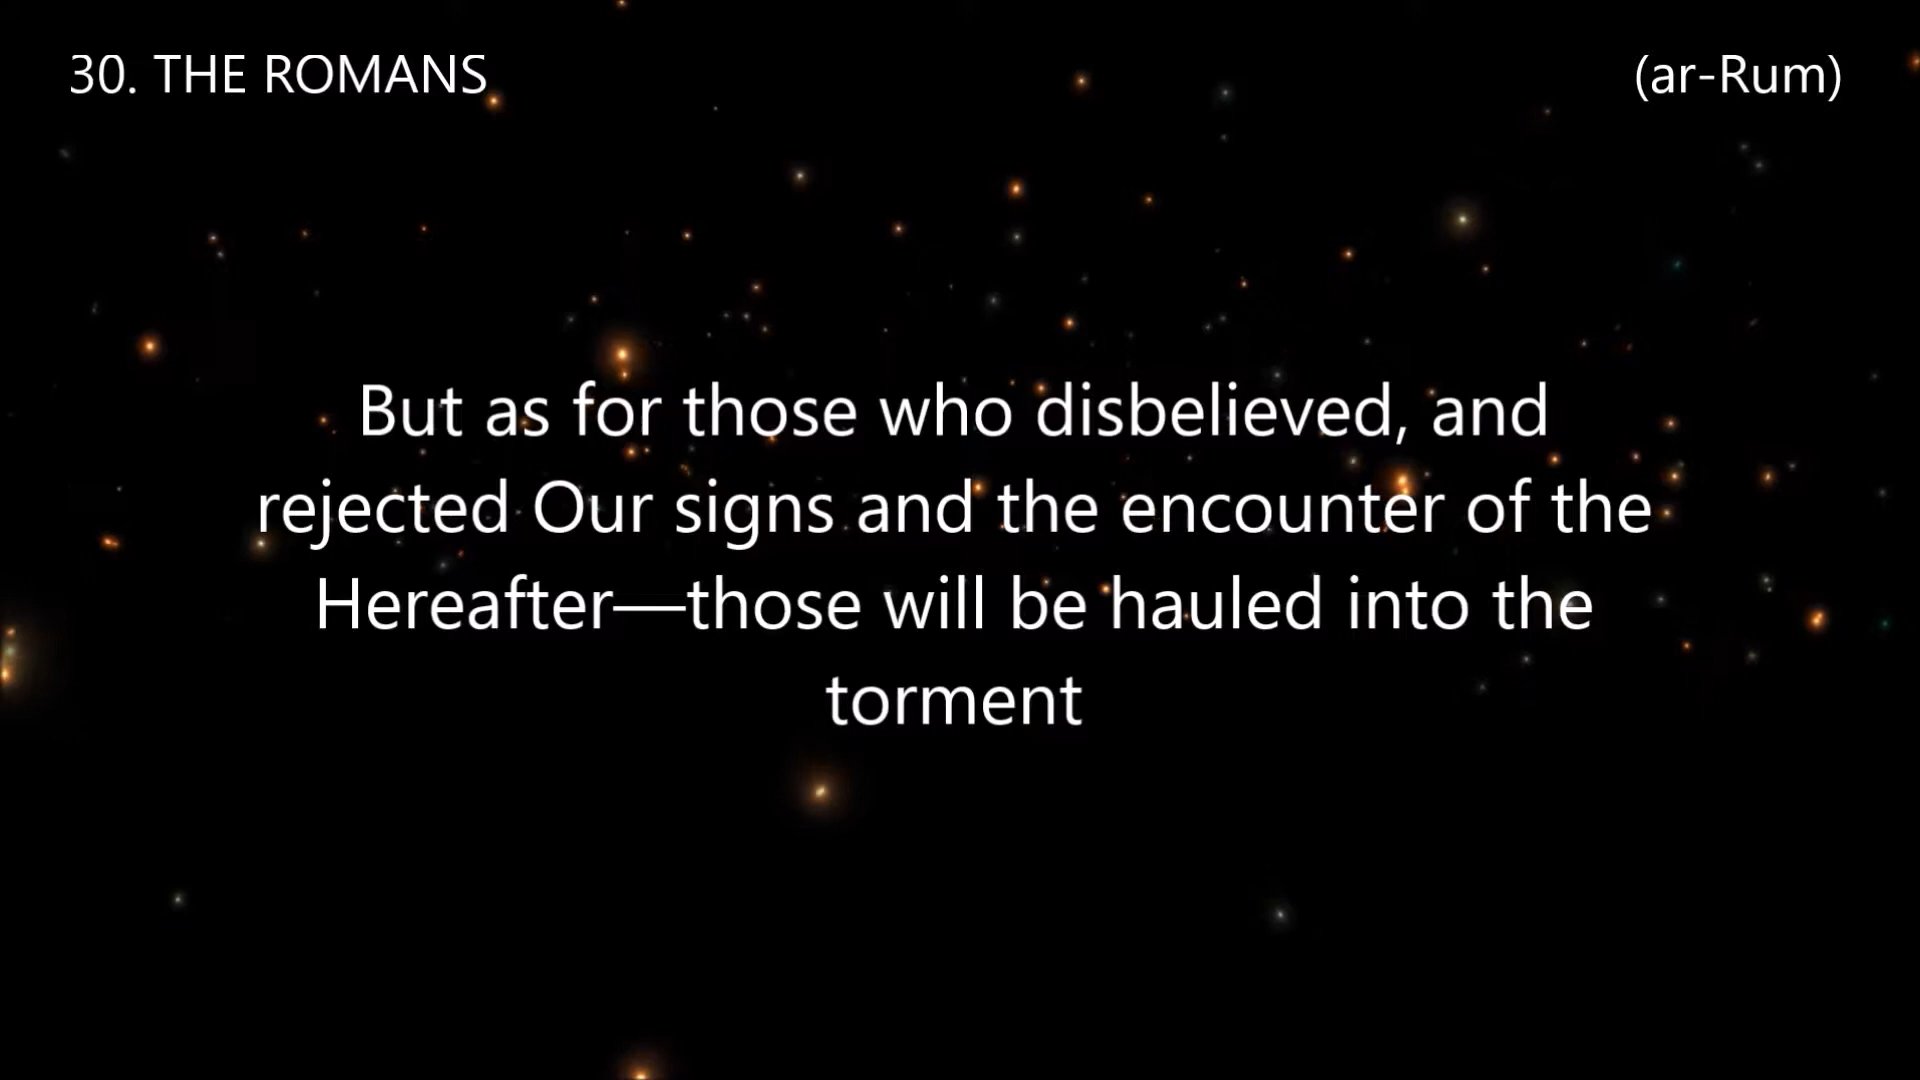 30. THE ROMANS
(ar-Rum)
But as for those who disbelieved, and
rejected Our signs and the encounter of the
Hereafter—those will be hauled into the
torment